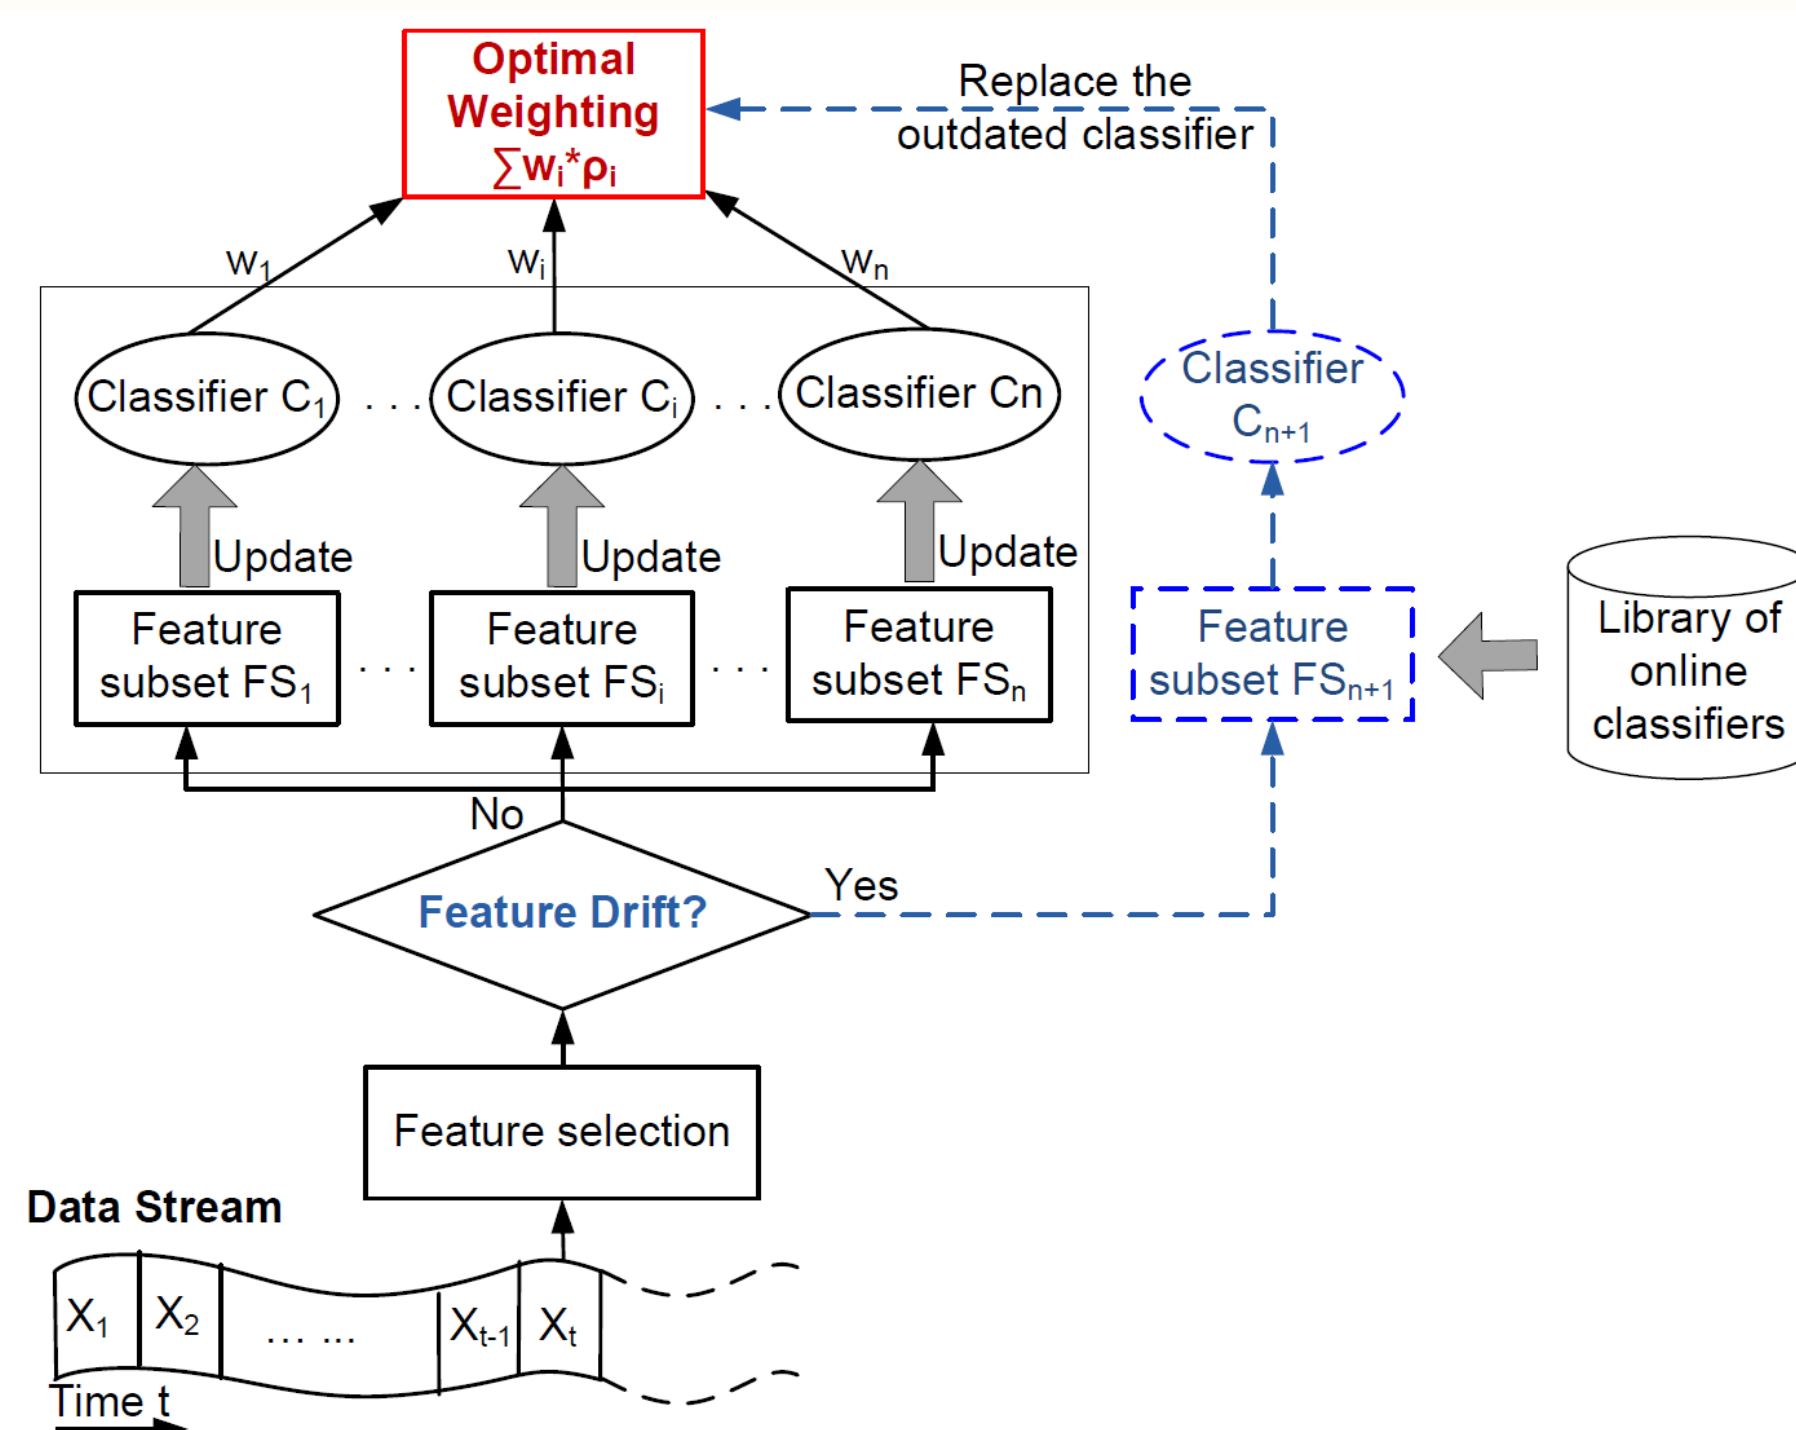 Optimal
Weighting
∑wᵢ*ρᵢ
Replace the
outdated classifier
w₁
wᵢ
wₙ
Classifier C₁
. . .
Classifier Cᵢ
. . .
Classifier Cn
Classifier
Cₙ₊₁
Update
Update
Update
Feature
subset FS₁
. . .
Feature
subset FSᵢ
. . .
Feature
subset FSₙ
Feature
subset FSₙ₊₁
Library of
online
classifiers
No
Feature Drift?
Yes
Feature selection
Data Stream
X₁
X₂
... ...
Xₜ₋₁
Xₜ
Time t